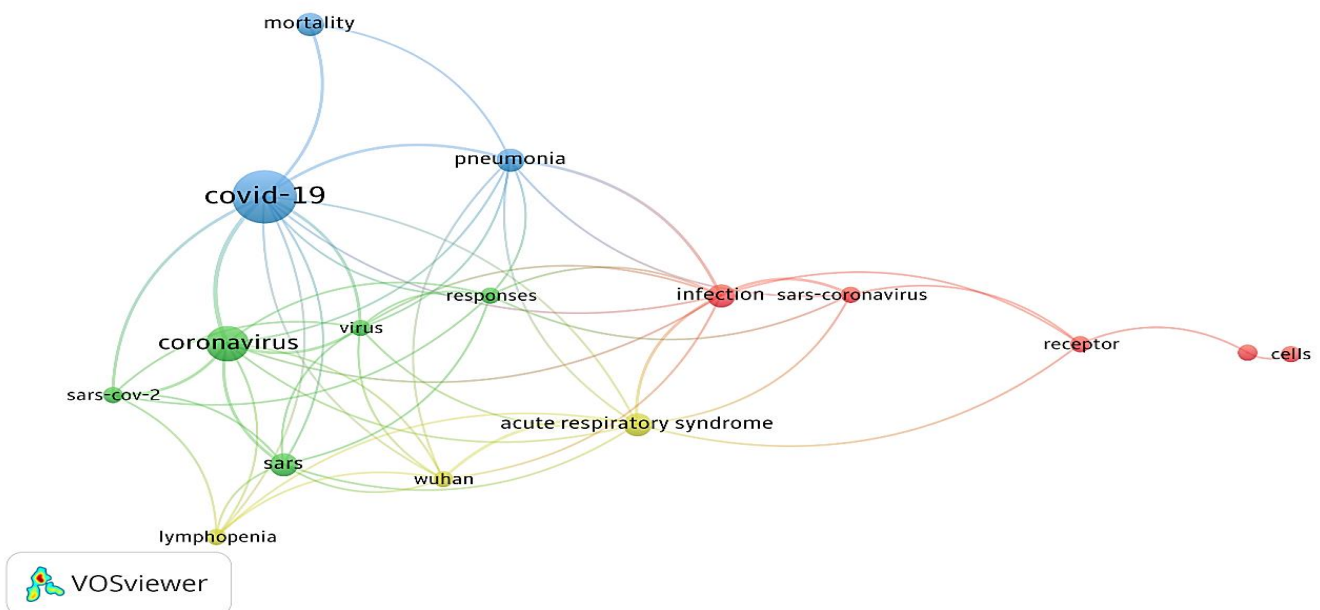 mortality
pneumonia
covid-19
responses
infection
sars-coronavirus
virus
coronavirus
receptor
cells
sars-cov-2
acute respiratory syndrome
sars
wuhan
lymphopenia
VOSviewer